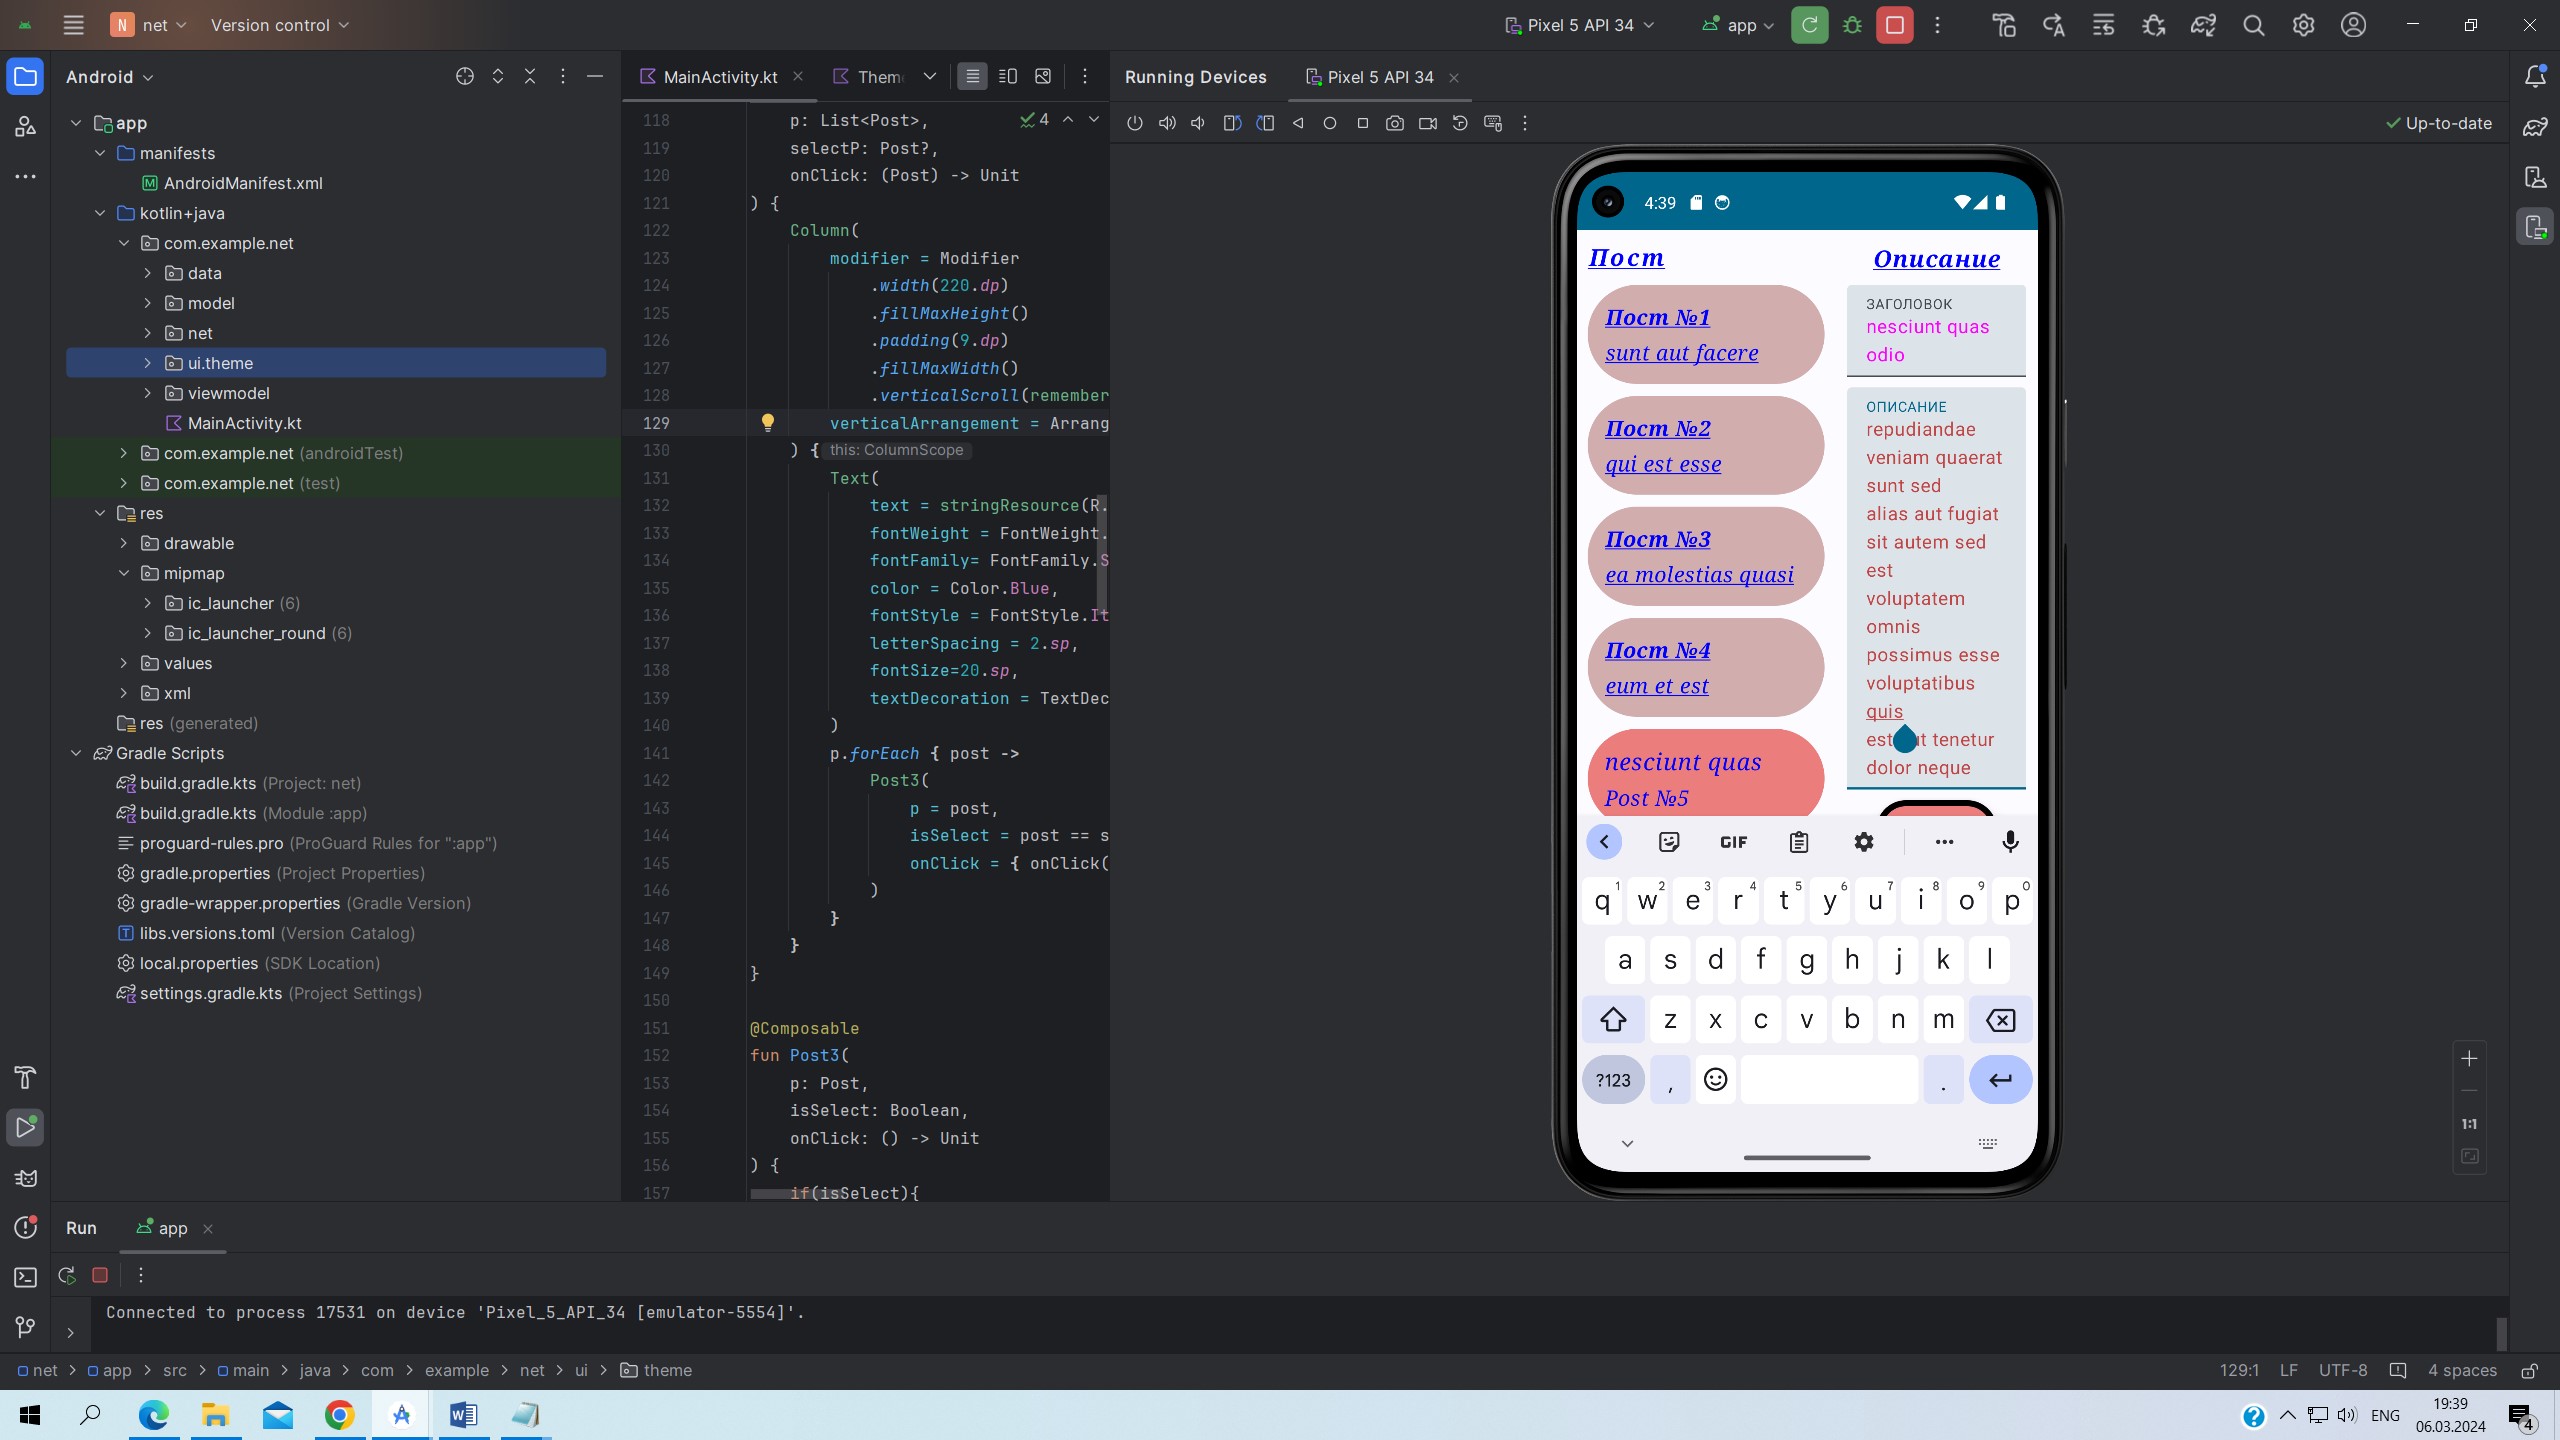 N net Version control Pixel 5 API 34 app
Android
app
manifests
AndroidManifest.xml
kotlin+java
com.example.net
data
model
net
ui.theme
viewmodel
MainActivity.kt
com.example.net (androidTest)
com.example.net (test)
res
drawable
mipmap
ic_launcher (6)
ic_launcher_round (6)
values
xml
res (generated)
Gradle Scripts
build.gradle.kts (Project: net)
build.gradle.kts (Module :app)
proguard-rules.pro (ProGuard Rules for ":app")
gradle.properties (Project Properties)
gradle-wrapper.properties (Gradle Version)
libs.versions.toml (Version Catalog)
local.properties (SDK Location)
settings.gradle.kts (Project Settings)
MainActivity.kt Them
4
118 p: List<Post>,
119 selectP: Post?,
120 onClick: (Post) -> Unit
121 ) {
122 Column(
123 modifier = Modifier
124 .width(220.dp)
125 .fillMaxHeight()
126 .padding(9.dp)
127 .fillMaxWidth()
128 .verticalScroll(remember
129 verticalArrangement = Arrang
130 ) { this: ColumnScope
131 Text(
132 text = stringResource(R.
133 fontWeight = FontWeight.
134 fontFamily= FontFamily.S
135 color = Color.Blue,
136 fontStyle = FontStyle.It
137 letterSpacing = 2.sp,
138 fontSize=20.sp,
139 textDecoration = TextDec
140 )
141 p.forEach { post ->
142 Post3(
143 p = post,
144 isSelect = post == s
145 onClick = { onClick(
146 )
147 }
148 }
149 }
150
151 @Composable
152 fun Post3(
153 p: Post,
154 isSelect: Boolean,
155 onClick: () -> Unit
156 ) {
157 if(isSelect){
Running Devices Pixel 5 API 34
Up-to-date
4:39
Пост
Пост №1
sunt aut facere
Пост №2
qui est esse
Пост №3
ea molestias quasi
Пост №4
eum et est
nesciunt quas
Post №5
Описание
ЗАГОЛОВОК
nesciunt quas
odio
ОПИСАНИЕ
repudiandae
veniam quaerat
sunt sed
alias aut fugiat
sit autem sed
est
voluptatem
omnis
possimus esse
voluptatibus
quis
est ut tenetur
dolor neque
GIF
q1 w2 e3 r4 t5 y6 u7 i8 o9 p0
a s d f g h j k l
z x c v b n m
?123 , .
1:1
Run app
Connected to process 17531 on device 'Pixel_5_API_34 [emulator-5554]'.
net > app > src > main > java > com > example > net > ui > theme
129:1 LF UTF-8 4 spaces
ENG
19:39
06.03.2024
4